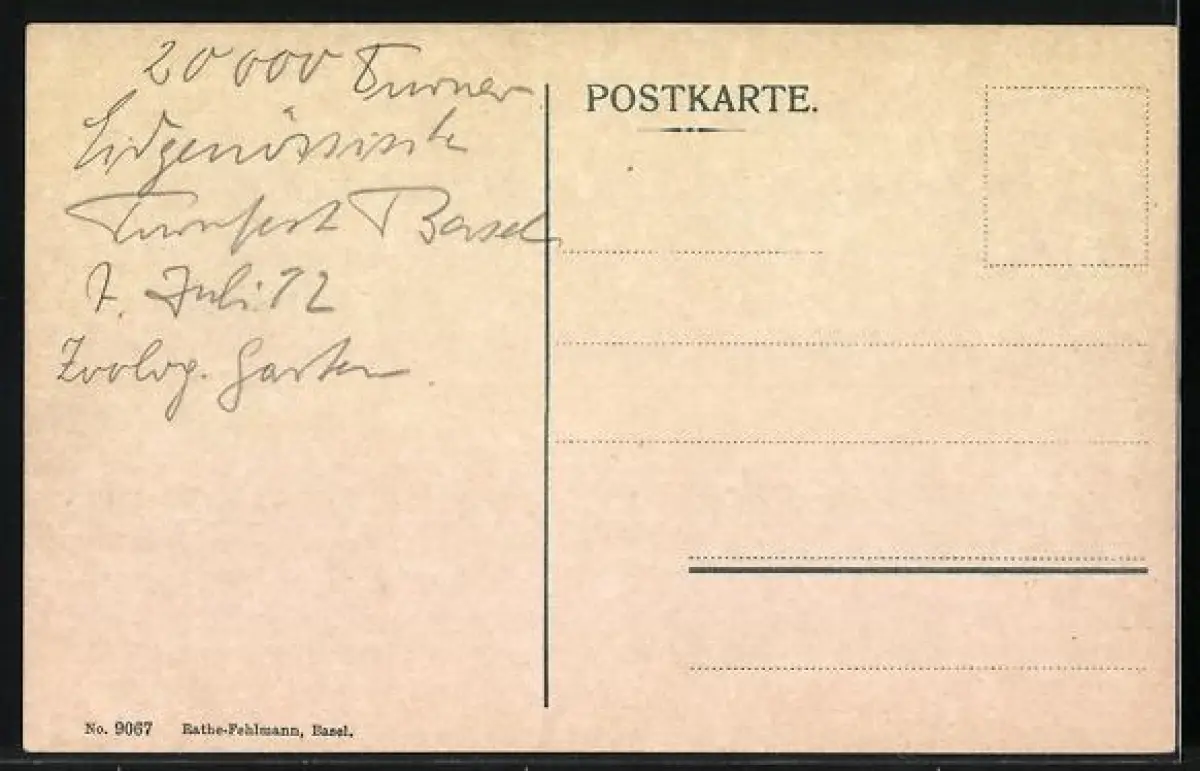 20000 Turner
Eidgenössische
Turnfest Basel
7. Juli 12
Zoolog. Garten.
POSTKARTE.
No. 9067 Rathe-Fehlmann, Basel.